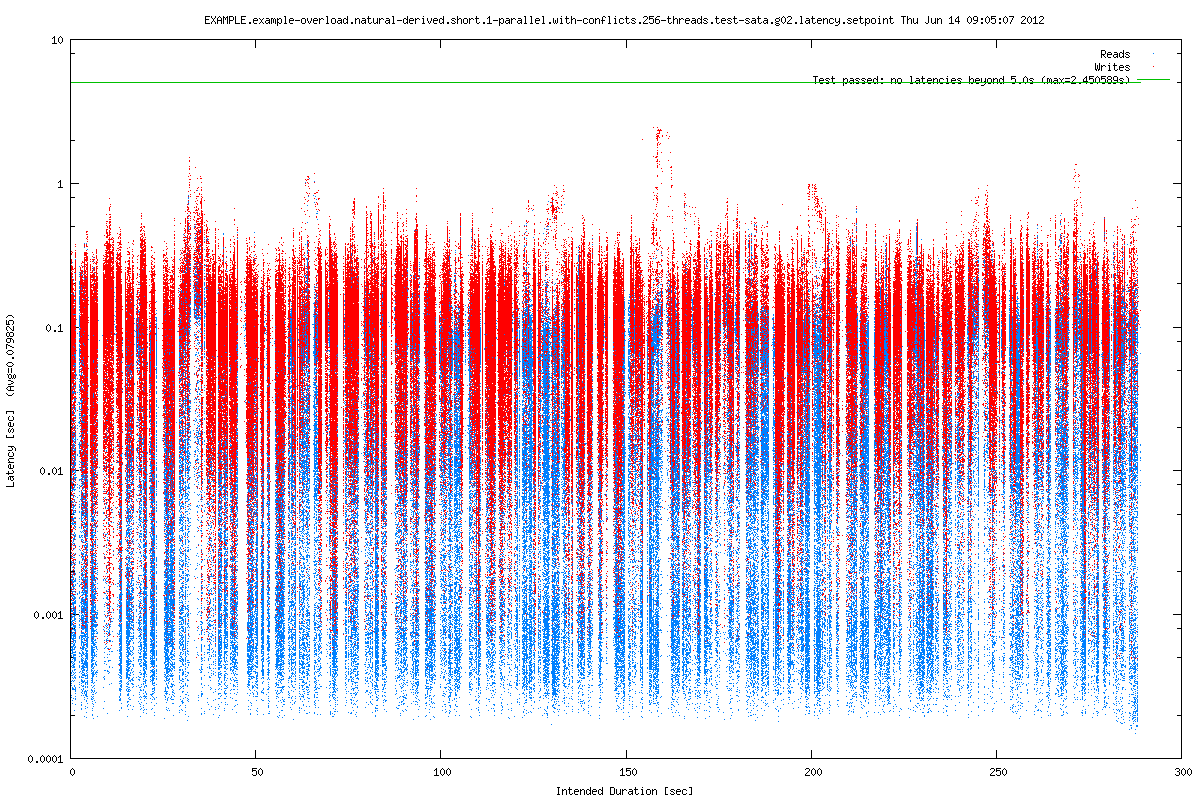 EXAMPLE.example-overload.natural-derived.short.1-parallel.with-conflicts.256-threads.test-sata.g02.latency.setpoint Thu Jun 14 09:05:07 2012
Reads
Writes
Test passed: no latencies beyond 5.0s (max=2.450589s)
10
1
0.1
0.01
0.001
0.0001
Latency [sec] (Avg=0.079825)
0 50 100 150 200 250 300
Intended Duration [sec]